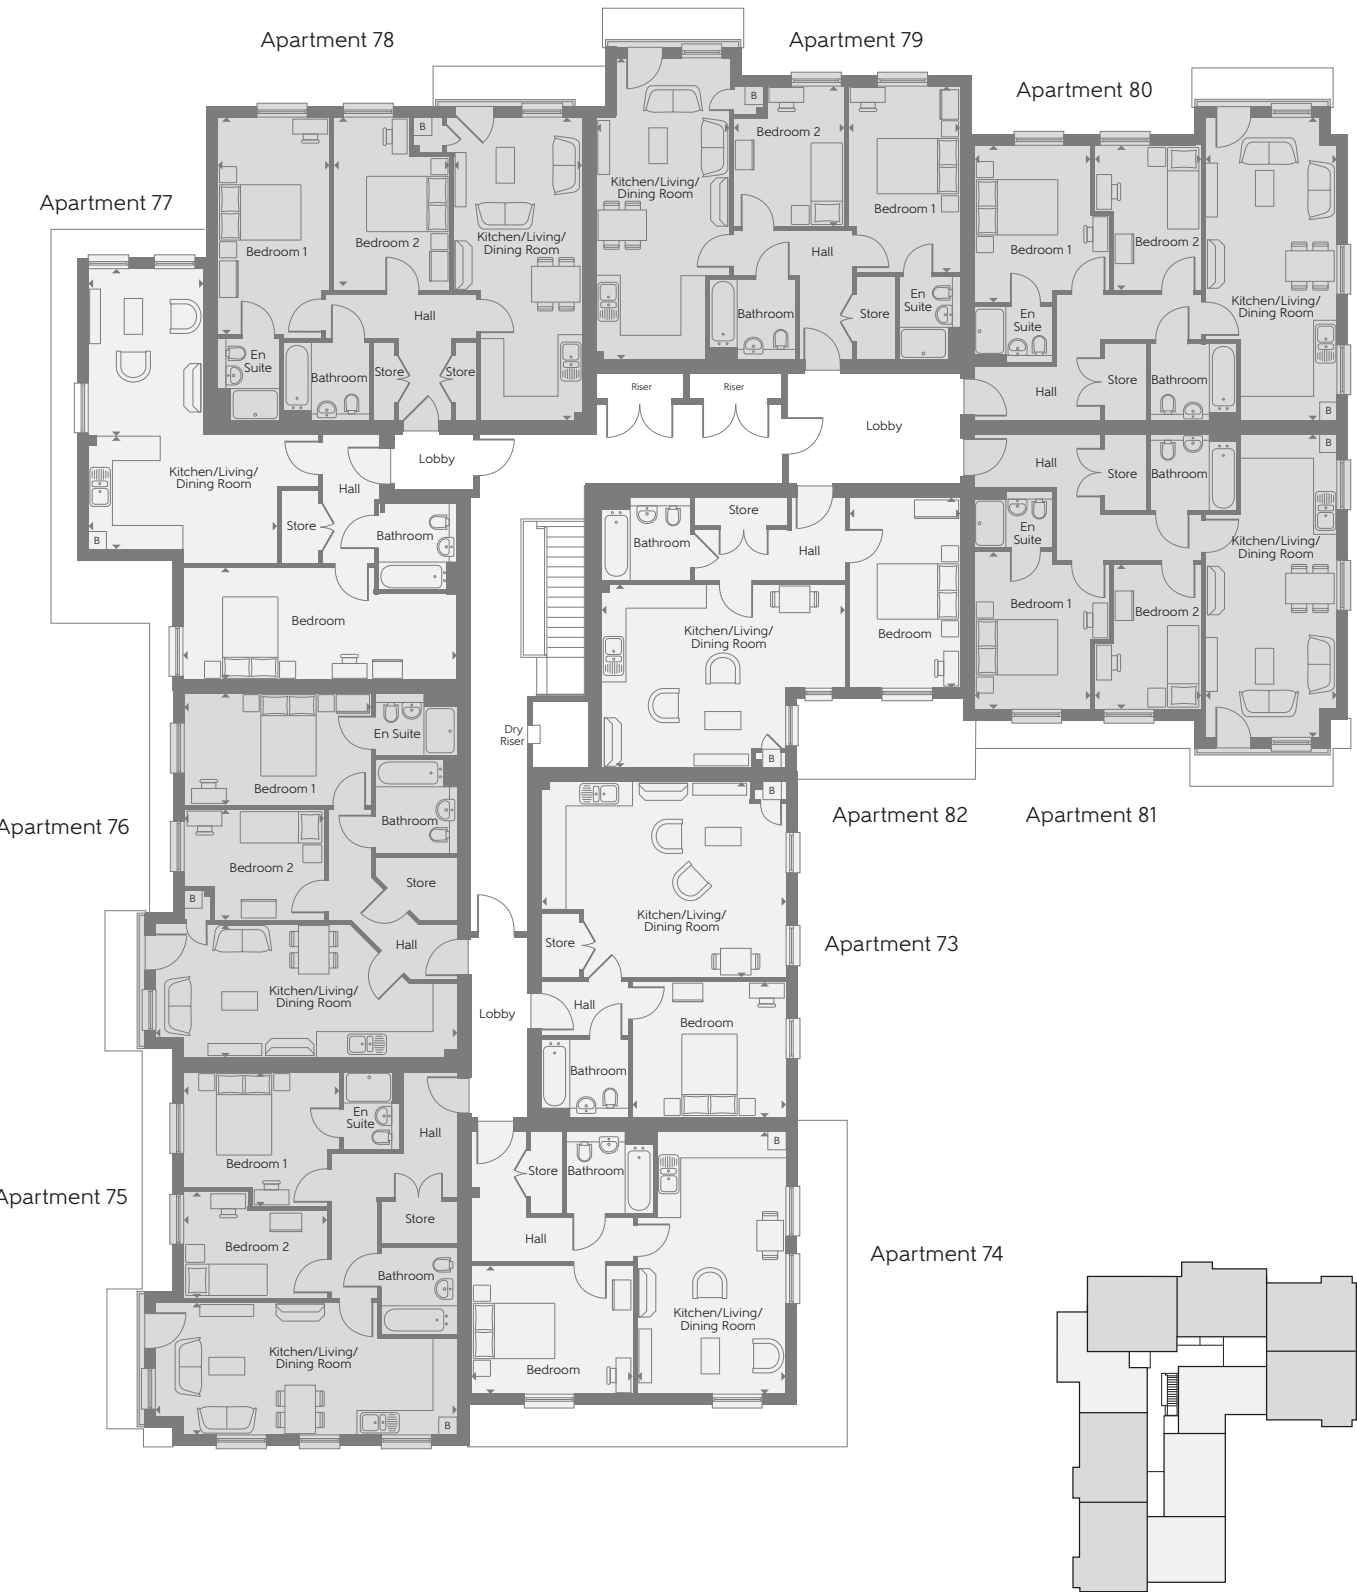 Apartment 78
Apartment 79
Apartment 80
Apartment 77
B
Bedroom 1
Bedroom 2
Kitchen/Living/
Dining Room
Hall
En
Suite
Bathroom
Store
Store
B
Bedroom 2
Bedroom 1
Kitchen/Living/
Dining Room
Hall
Bathroom
Store
En
Suite
Bedroom 1
Bedroom 2
Kitchen/Living/
Dining Room
En
Suite
Hall
Store
Bathroom
B
Riser
Riser
Lobby
Lobby
Kitchen/Living/
Dining Room
B
Hall
Store
Bathroom
Bedroom
Bathroom
Store
Hall
Kitchen/Living/
Dining Room
Bedroom
B
Hall
Store
Bathroom
B
En
Suite
Kitchen/Living/
Dining Room
Bedroom 1
Bedroom 2
Dry
Riser
En Suite
Bedroom 1
Bathroom
Bedroom 2
Store
B
Hall
Kitchen/Living/
Dining Room
Apartment 76
Apartment 82
Apartment 81
B
Kitchen/Living/
Dining Room
Store
Hall
Bedroom
Bathroom
Apartment 73
Lobby
En
Suite
Hall
Bedroom 1
Store
Bedroom 2
Bathroom
Kitchen/Living/
Dining Room
B
Apartment 75
B
Store
Bathroom
Hall
Kitchen/Living/
Dining Room
Bedroom
Apartment 74